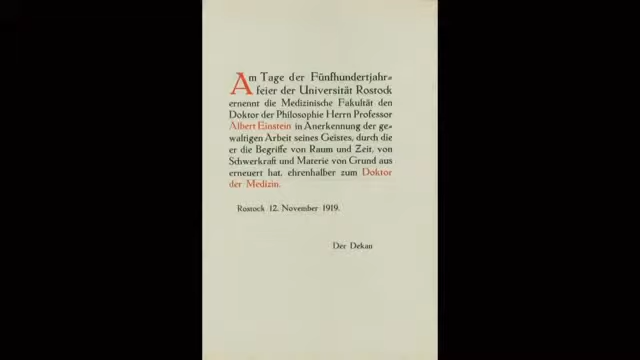 Am Tage der Fünfhundertjahr=
feier der Universität Rostock
ernennt die Medizinische Fakultät den
Doktor der Philosophie Herrn Professor
Albert Einstein in Anerkennung der ge=
waltigen Arbeit seines Geistes, durch die
er die Begriffe von Raum und Zeit, von
Schwerkraft und Materie von Grund aus
erneuert hat, ehrenhalber zum Doktor
der Medizin.
Rostock 12. November 1919.
Der Dekan